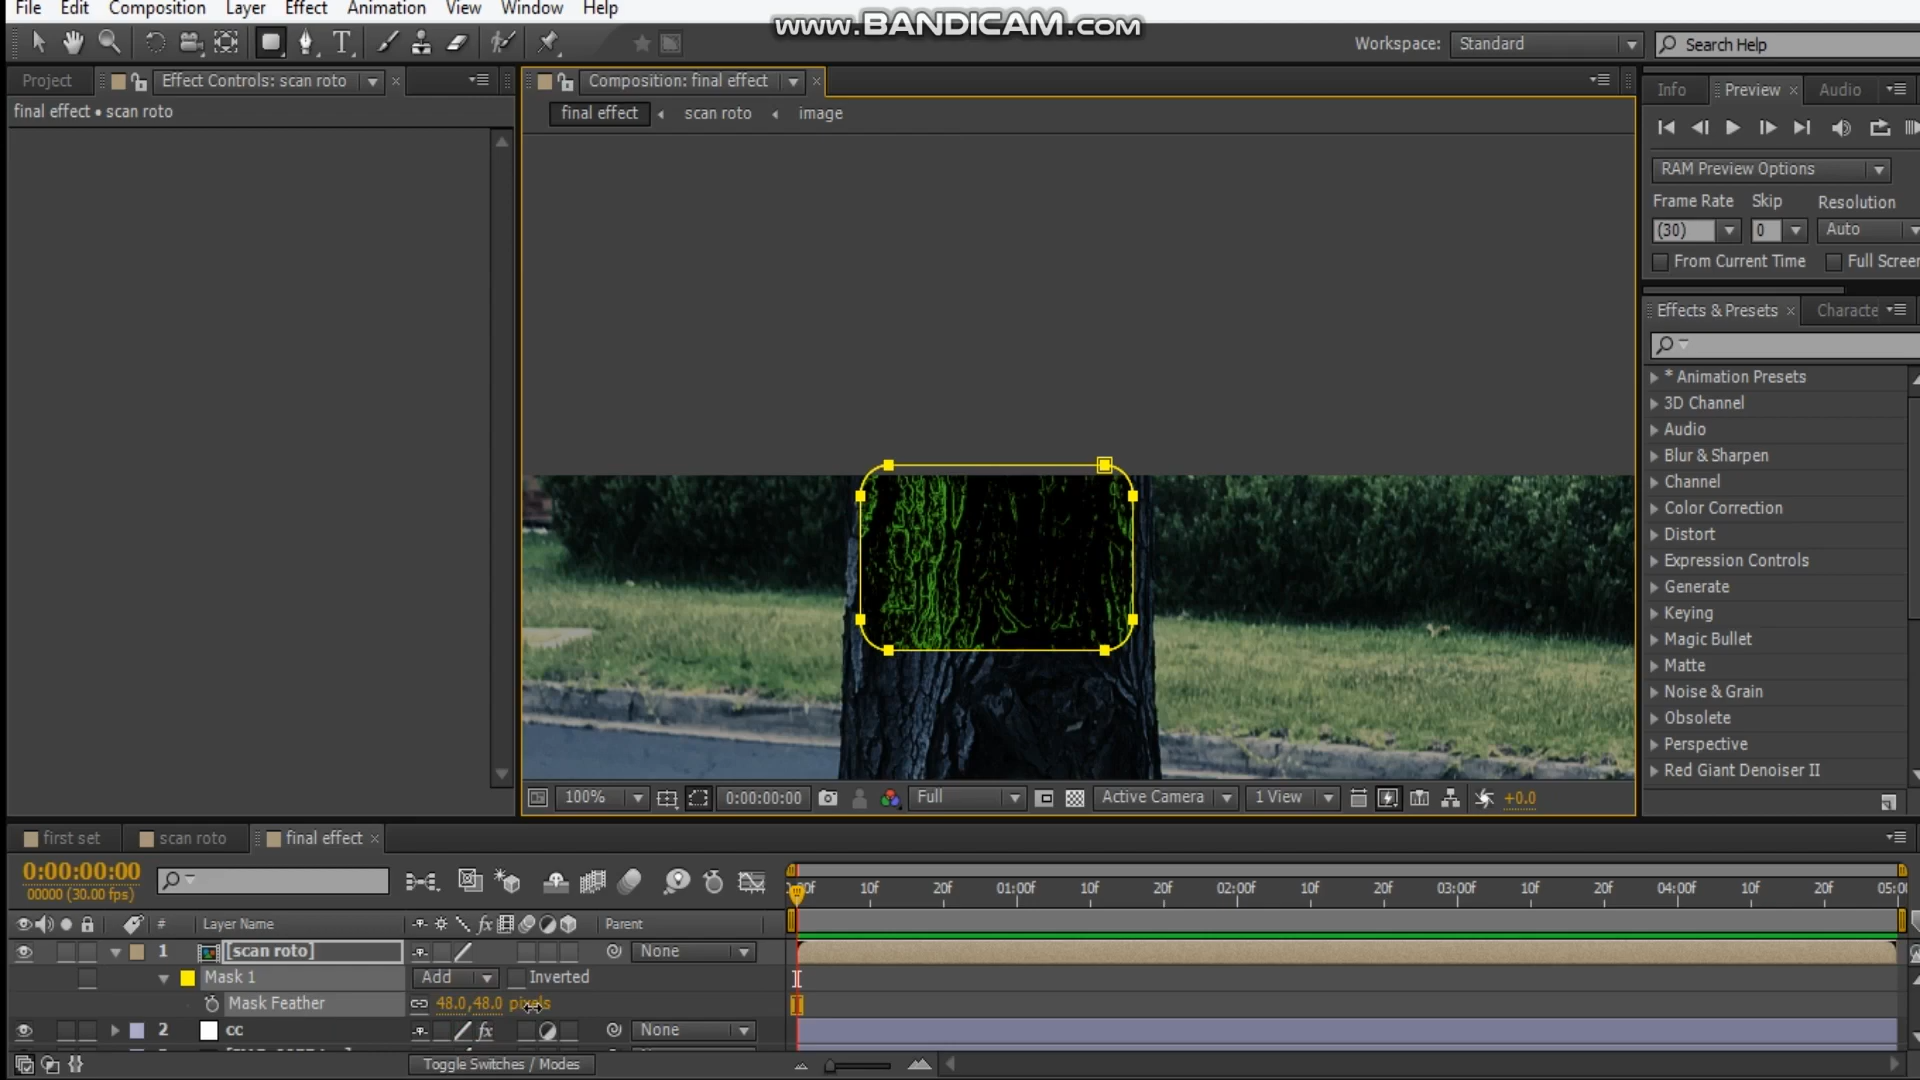 File Edit Composition Layer Effect Animation View Window Help
www.BANDICAM.com
T
Workspace: Standard
Search Help
Project
Effect Controls: scan roto
Composition: final effect
Info Preview Audio
final effect • scan roto
final effect scan roto image
RAM Preview Options
Frame Rate Skip Resolution
(30) 0 Auto
From Current Time Full Screen
Effects & Presets Characte
* Animation Presets
3D Channel
Audio
Blur & Sharpen
Channel
Color Correction
Distort
Expression Controls
Generate
Keying
Magic Bullet
Matte
Noise & Grain
Obsolete
Perspective
Red Giant Denoiser II
100% 0:00:00:00 Full Active Camera 1 View +0.0
first set scan roto final effect
0:00:00:00
00000 (30.00 fps)
10f 20f 01:00f 10f 20f 02:00f 10f 20f 03:00f 10f 20f 04:00f 10f 20f 05:00
# Layer Name fx Parent
1 [scan roto] None
Mask 1 Add Inverted
Mask Feather 48.0,48.0 pixels
2 cc fx None
Toggle Switches / Modes